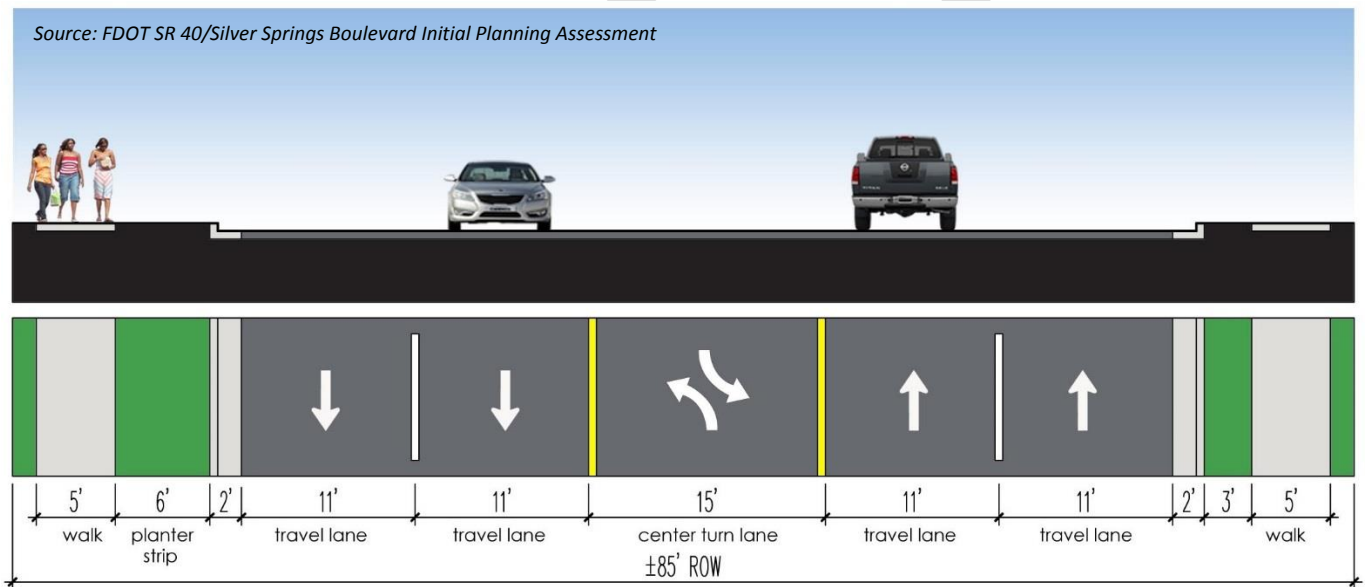 Source: FDOT SR 40/Silver Springs Boulevard Initial Planning Assessment
5' 6' 2' 11' 11' 15' 11' 11' 2' 3' 5'
walk planter strip travel lane travel lane center turn lane travel lane travel lane walk
±85' ROW